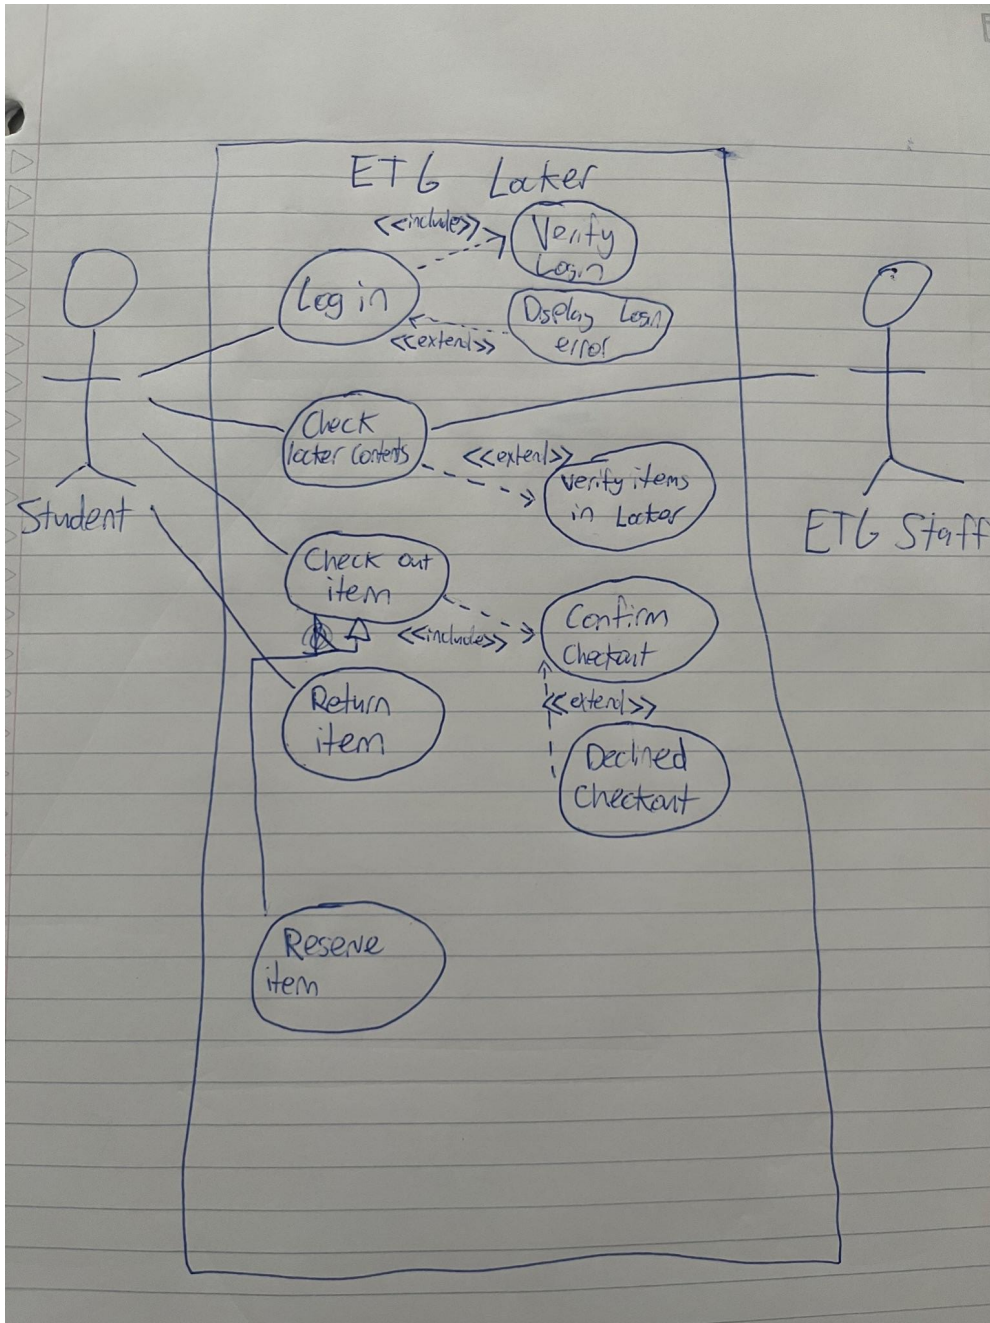 ETG Locker
<<include>>
Verify
Login
Log in
Display Login
error
<<extend>>
Check
locker contents
<<extend>>
Verify items
in Locker
Student
ETG Staff
Check out
item
Confirm
Checkout
<<include>>
Return
item
<<extend>>
Declined
Checkout
Reserve
item